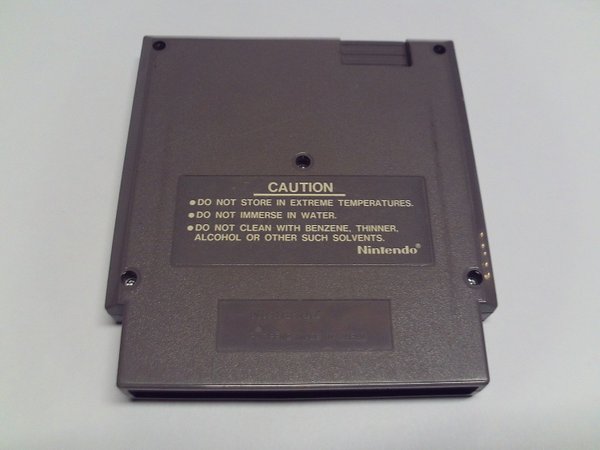 CAUTION
● DO NOT STORE IN EXTREME TEMPERATURES.
● DO NOT IMMERSE IN WATER.
● DO NOT CLEAN WITH BENZENE, THINNER,
ALCOHOL OR OTHER SUCH SOLVENTS.
Nintendo®